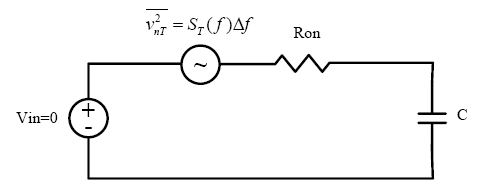 $\overline{v_{nT}^2} = S_T(f)\Delta f$
Ron
~
Vin=0
+
-
C